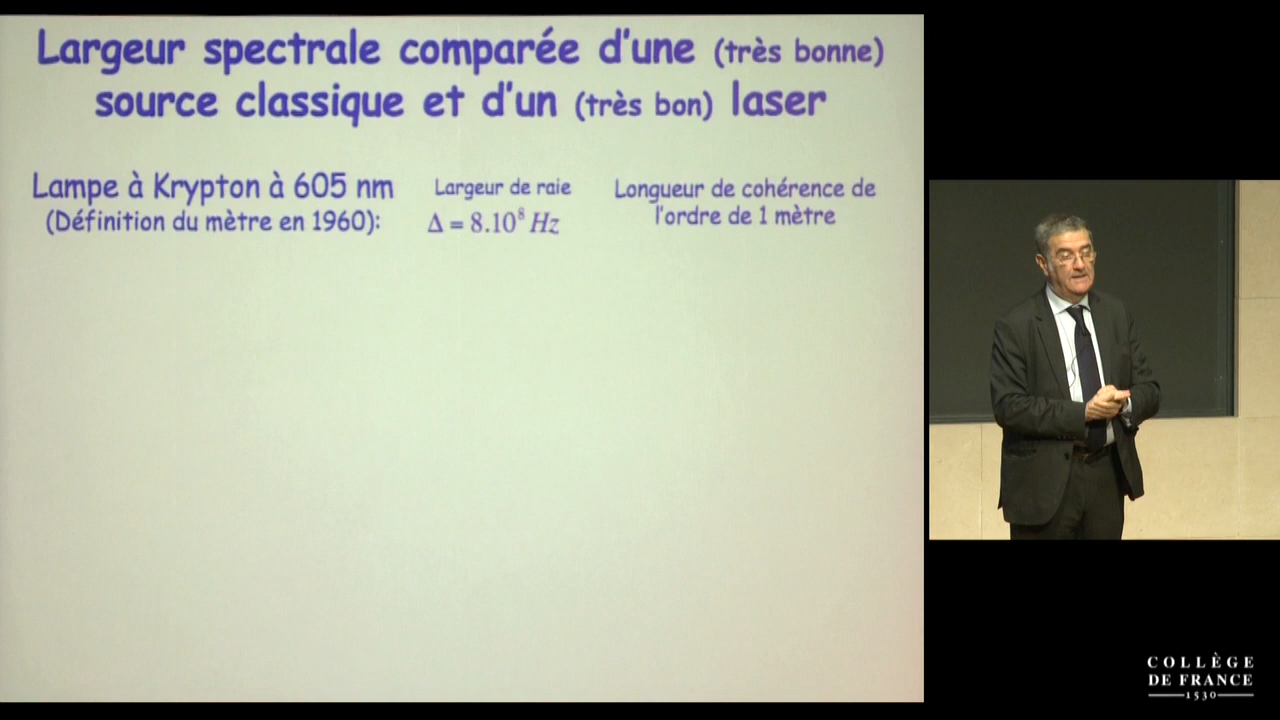 Largeur spectrale comparée d'une (très bonne)
source classique et d'un (très bon) laser
Lampe à Krypton à 605 nm
(Définition du mètre en 1960):
Largeur de raie
Δ = 8.10⁸ Hz
Longueur de cohérence de
l'ordre de 1 mètre
COLLÈGE
DE FRANCE
1530